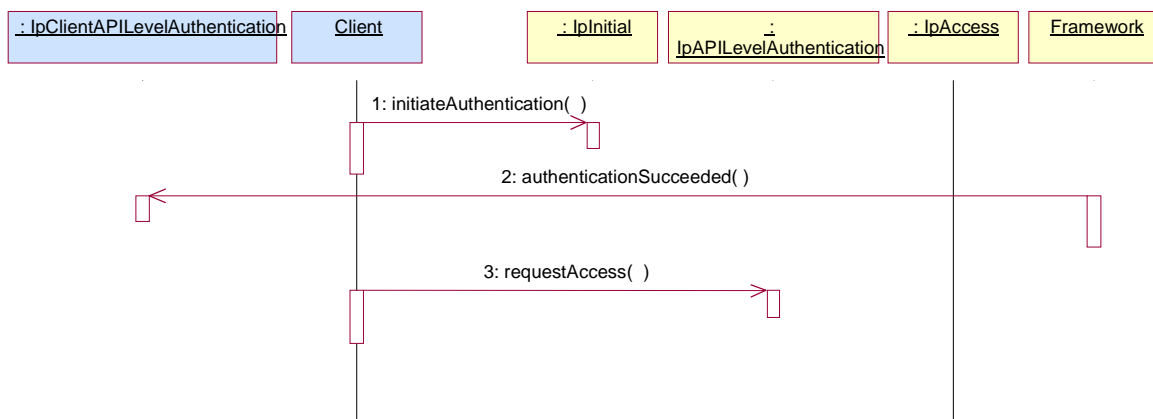 : IpClientAPILevelAuthentication
Client
: IpInitial
:
IpAPILevelAuthentication
: IpAccess
Framework
1: initiateAuthentication(  )
2: authenticationSucceeded( )
3: requestAccess(  )